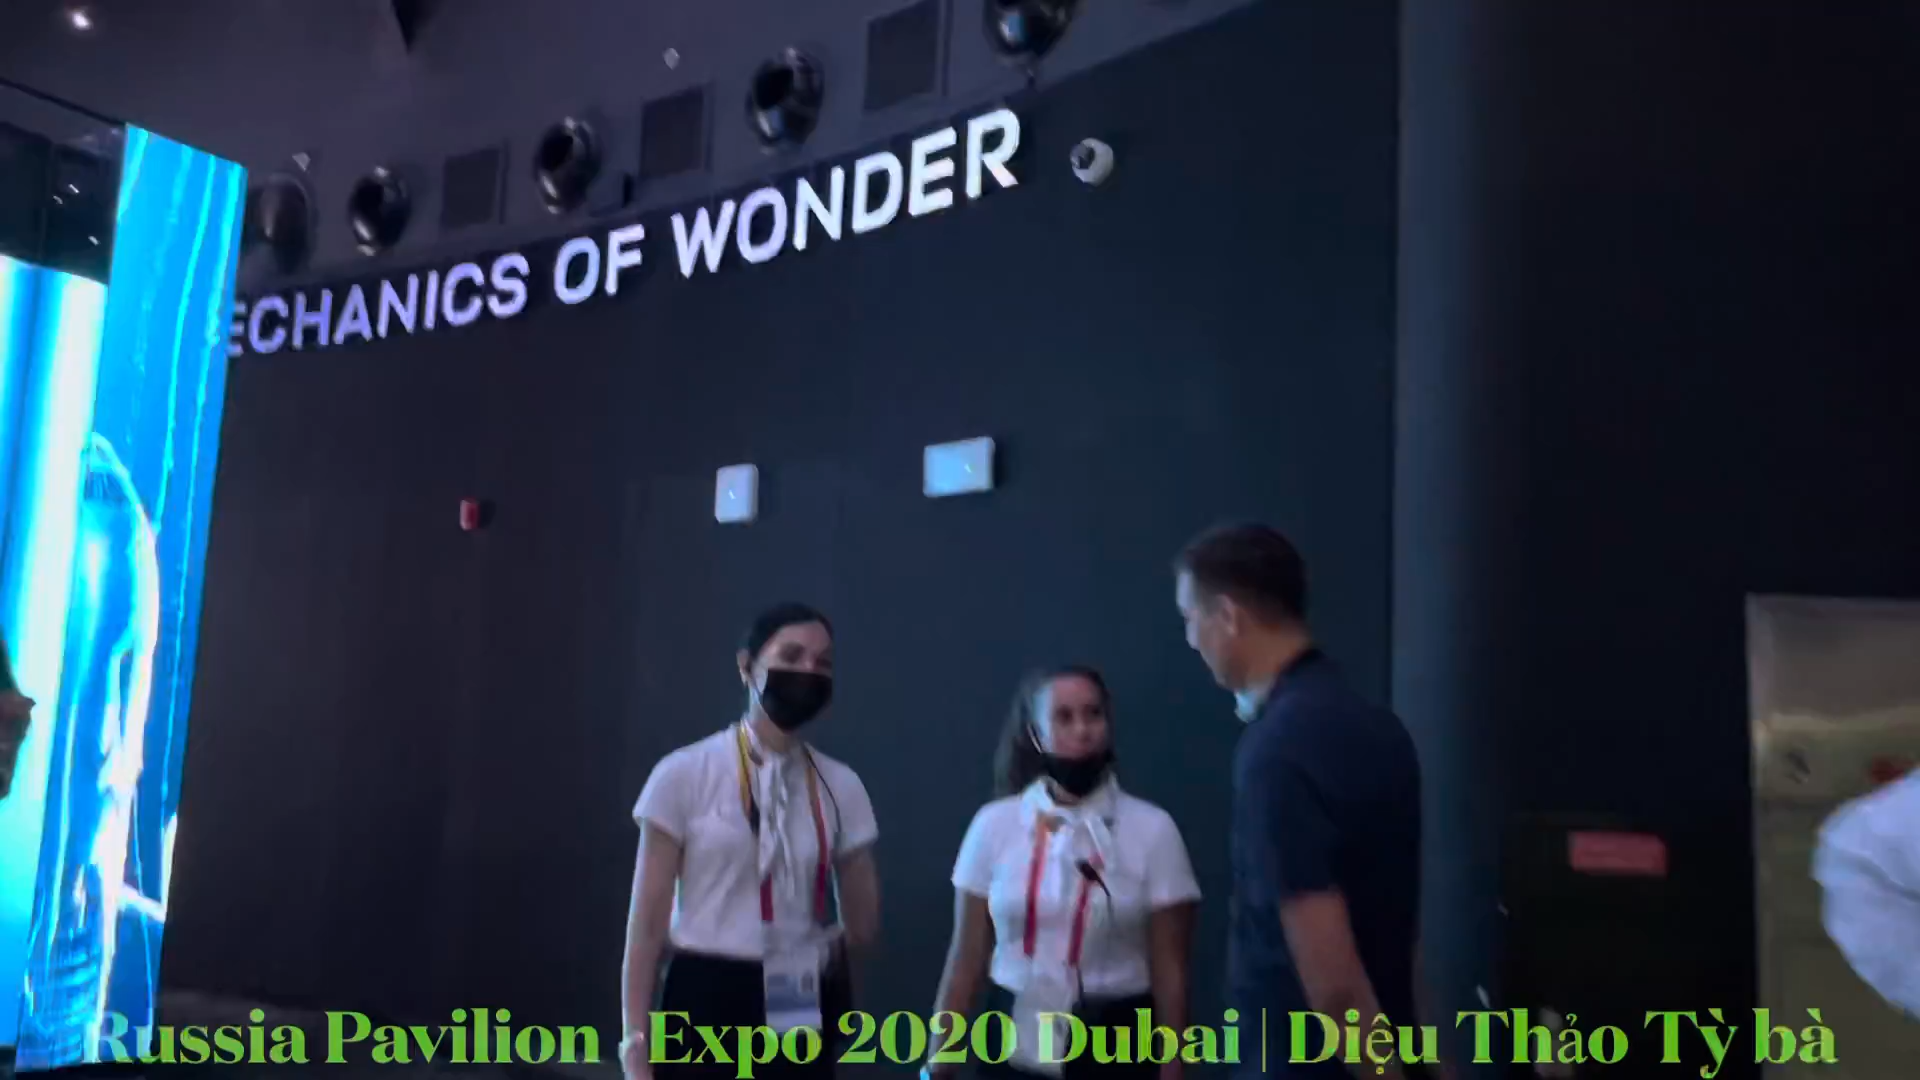 ECHANICS OF WONDER
Russia Pavilion Expo 2020 Dubai | Diệu Thảo Tỳ bà